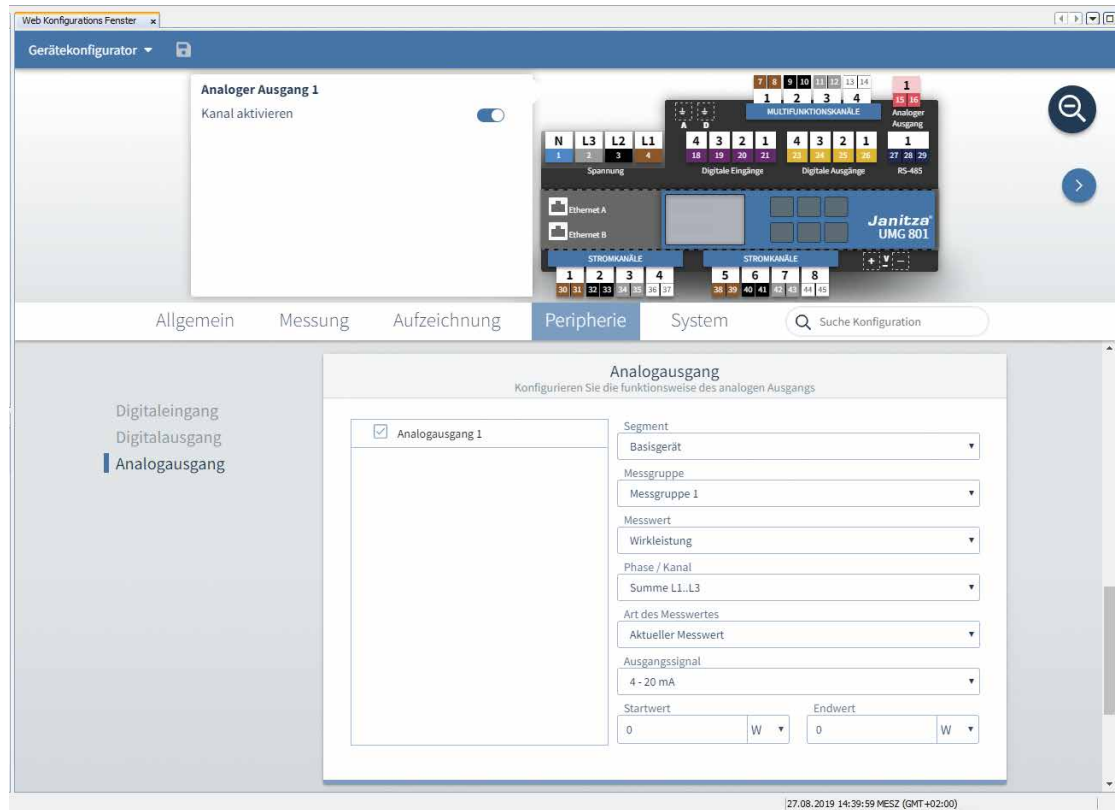 Web Konfigurations Fenster x
Gerätekonfigurator
Analoger Ausgang 1
Kanal aktivieren
7 8 9 10 11 12 13 14
1 2 3 4
MULTIFUNKTIONSKANÄLE
1
15 16
Analoger
Ausgang
A D
N L3 L2 L1
1 2 3 4
Spannung
4 3 2 1
18 19 20 21
Digitale Eingänge
4 3 2 1
23 24 25 26
Digitale Ausgänge
1
27 28 29
RS-485
Ethernet A
Ethernet B
Janitza®
UMG 801
STROMKANÄLE
1 2 3 4
30 31 32 33 34 35 36 37
STROMKANÄLE
5 6 7 8
38 39 40 41 42 43 44 45
+ V −
Allgemein Messung Aufzeichnung Peripherie System Suche Konfiguration
Digitaleingang
Digitalausgang
Analogausgang
Analogausgang
Konfigurieren Sie die funktionsweise des analogen Ausgangs
Analogausgang 1
Segment
Basisgerät
Messgruppe
Messgruppe 1
Messwert
Wirkleistung
Phase / Kanal
Summe L1..L3
Art des Messwertes
Aktueller Messwert
Ausgangssignal
4 - 20 mA
Startwert Endwert
0 W 0 W
27.08.2019 14:39:59 MESZ (GMT+02:00)